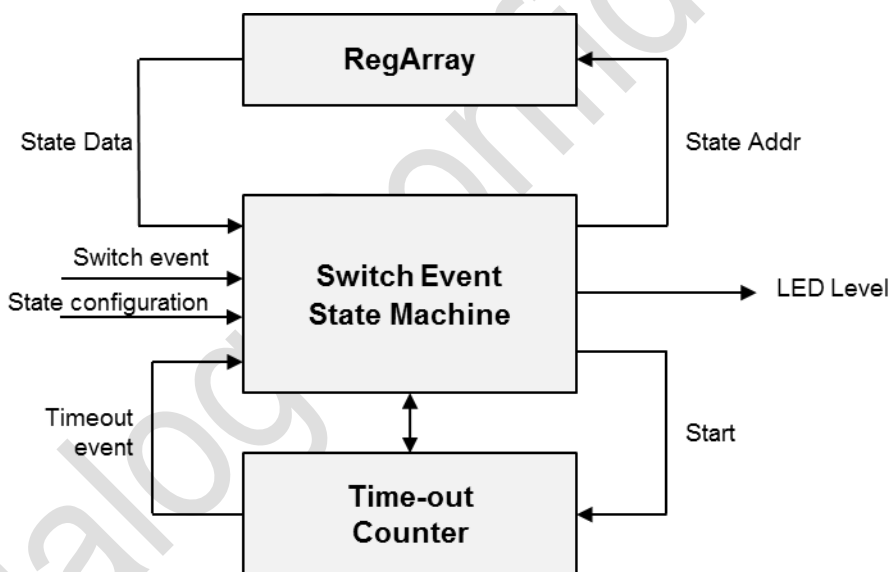 RegArray
State Data
State Addr
Switch event
State configuration
Switch Event
State Machine
LED Level
Timeout
event
Start
Time-out
Counter